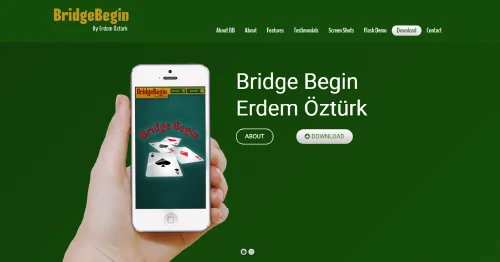 BridgeBegin
By Erdem Öztürk
About BB About Features Testimonials Screen Shots Flash Demo Download Contact
BridgeBegin
Bridge Begin
Bridge Begin
Erdem Öztürk
ABOUT DOWNLOAD